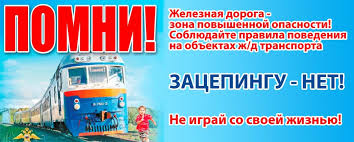 ПОМНИ!
Железная дорога -
зона повышенной опасности!
Соблюдайте правила поведения
на объектах ж/д транспорта
ЗАЦЕПИНГУ - НЕТ!
Не играй со своей жизнью!